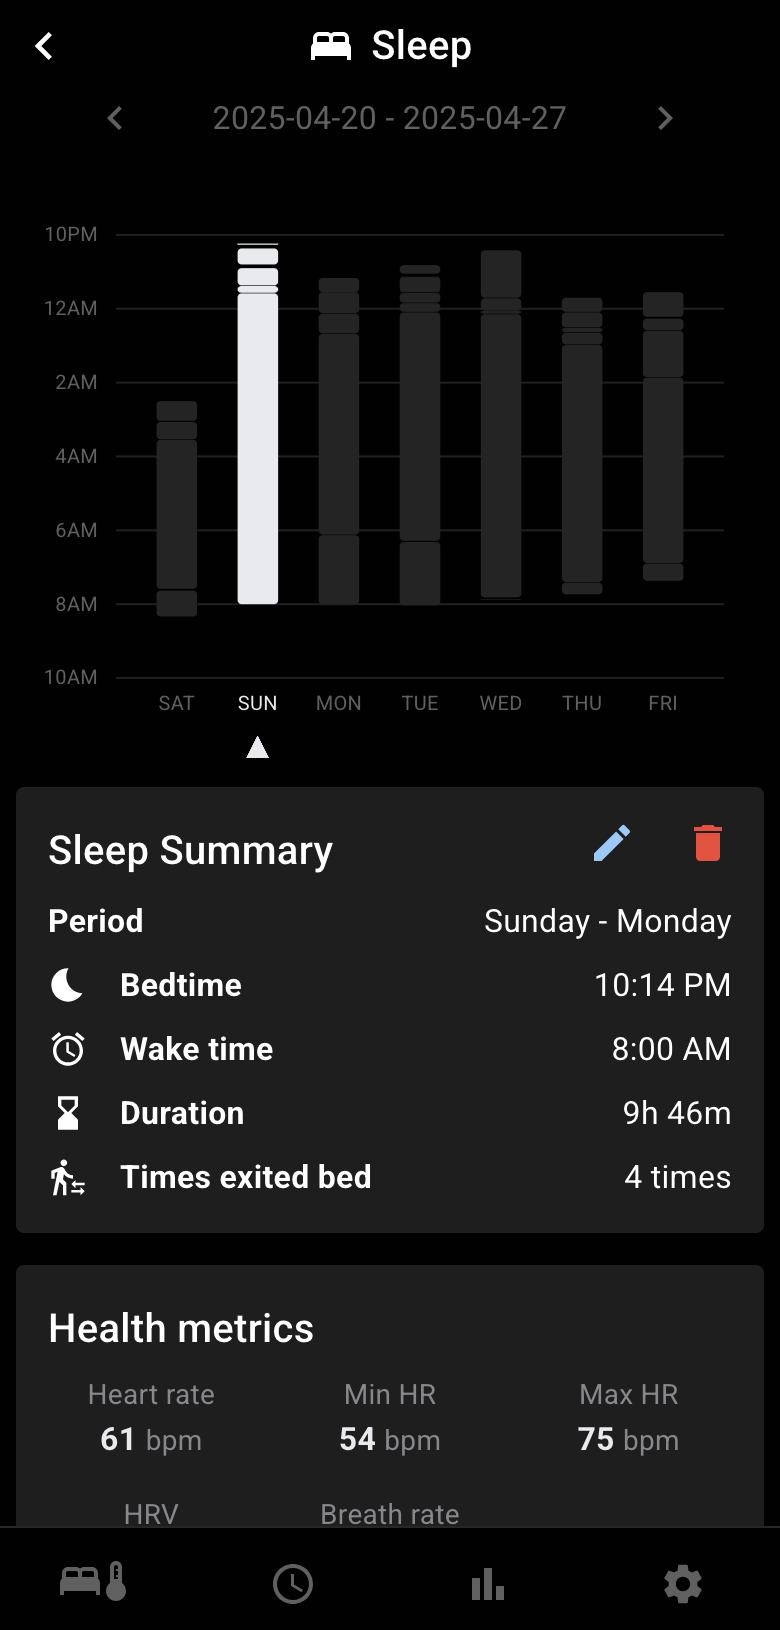 Sleep
2025-04-20 - 2025-04-27
10PM
12AM
2AM
4AM
6AM
8AM
10AM
SAT SUN MON TUE WED THU FRI
Sleep Summary
Period Sunday - Monday
Bedtime 10:14 PM
Wake time 8:00 AM
Duration 9h 46m
Times exited bed 4 times
Health metrics
Heart rate Min HR Max HR
61 bpm 54 bpm 75 bpm
HRV Breath rate